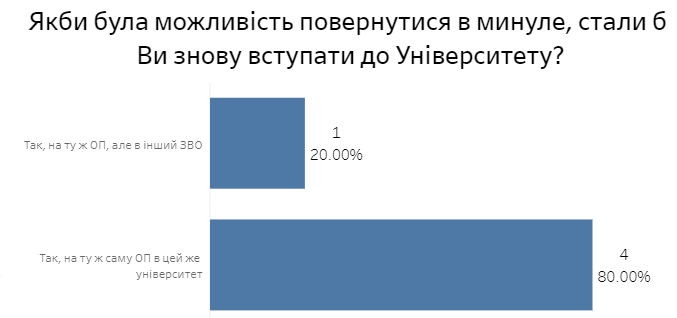 Якби була можливість повернутися в минуле, стали б
Ви знову вступати до Університету?
Так, на ту ж ОП, але в інший ЗВО
1
20.00%
Так, на ту ж саму ОП в цей же
університет
4
80.00%